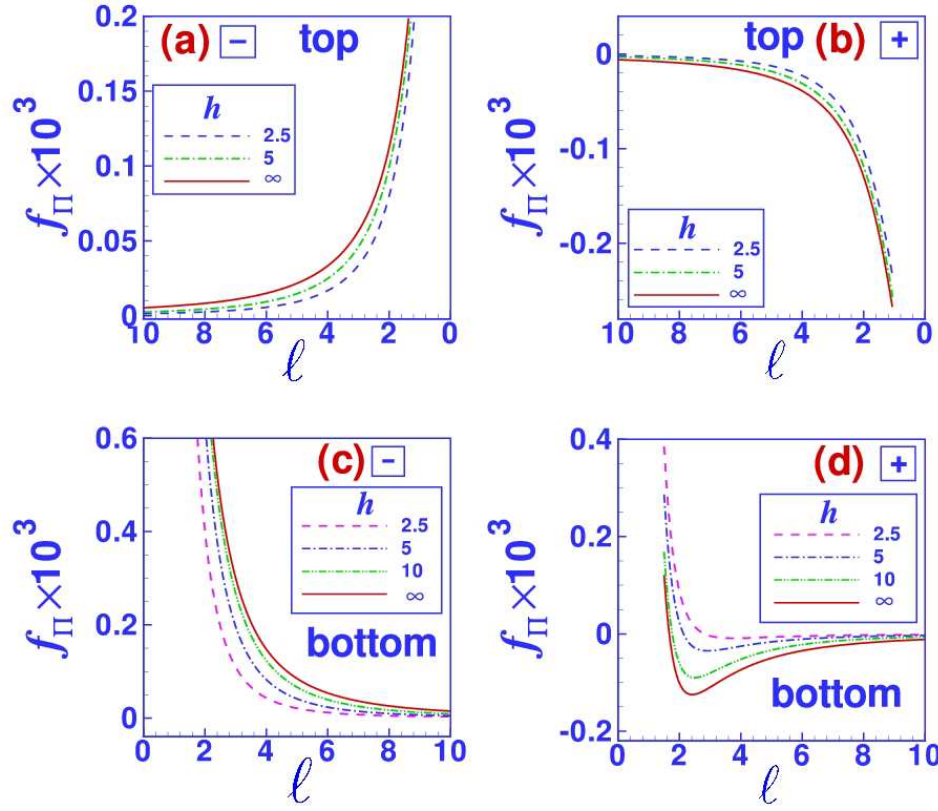 (a) − top
h
2.5
5
∞
0.2
0.15
0.1
0.05
0
f_Π × 10³
10 8 6 4 2 0
ℓ
top (b) +
h
2.5
5
∞
0
-0.1
-0.2
f_Π × 10³
10 8 6 4 2 0
ℓ
(c) -
h
2.5
5
10
∞
bottom
0.6
0.4
0.2
0
f_Π × 10³
0 2 4 6 8 10
ℓ
(d) +
h
2.5
5
10
∞
bottom
0.4
0.2
0
-0.2
f_Π × 10³
0 2 4 6 8 10
ℓ